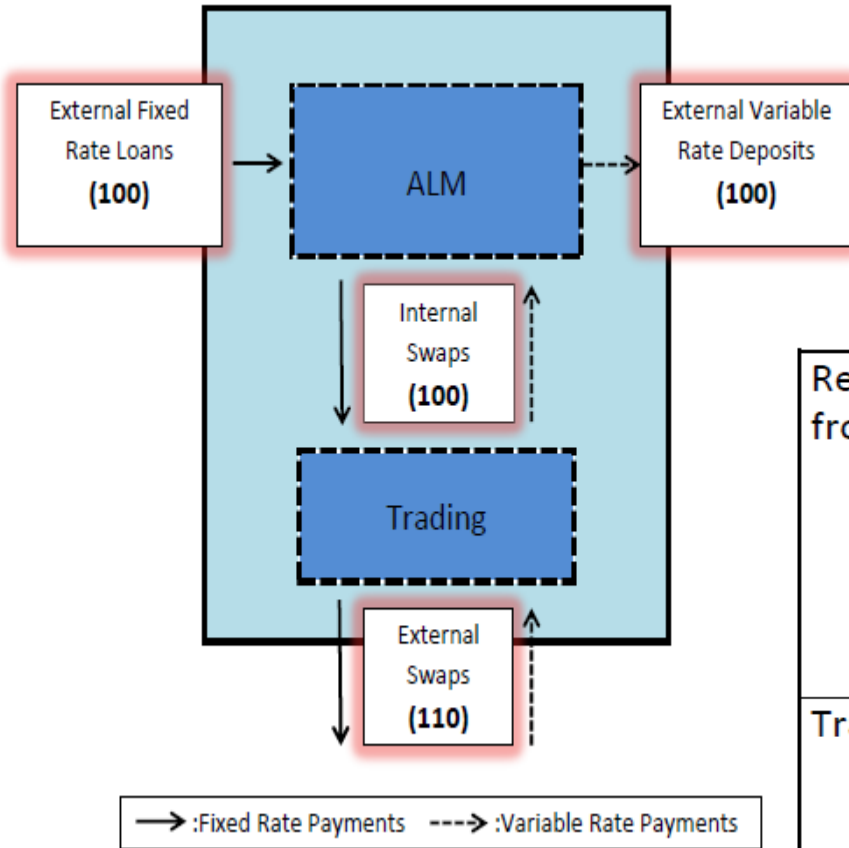 External Fixed
Rate Loans
(100)
ALM
External Variable
Rate Deposits
(100)
Internal
Swaps
(100)
Trading
External
Swaps
(110)
:Fixed Rate Payments :Variable Rate Payments